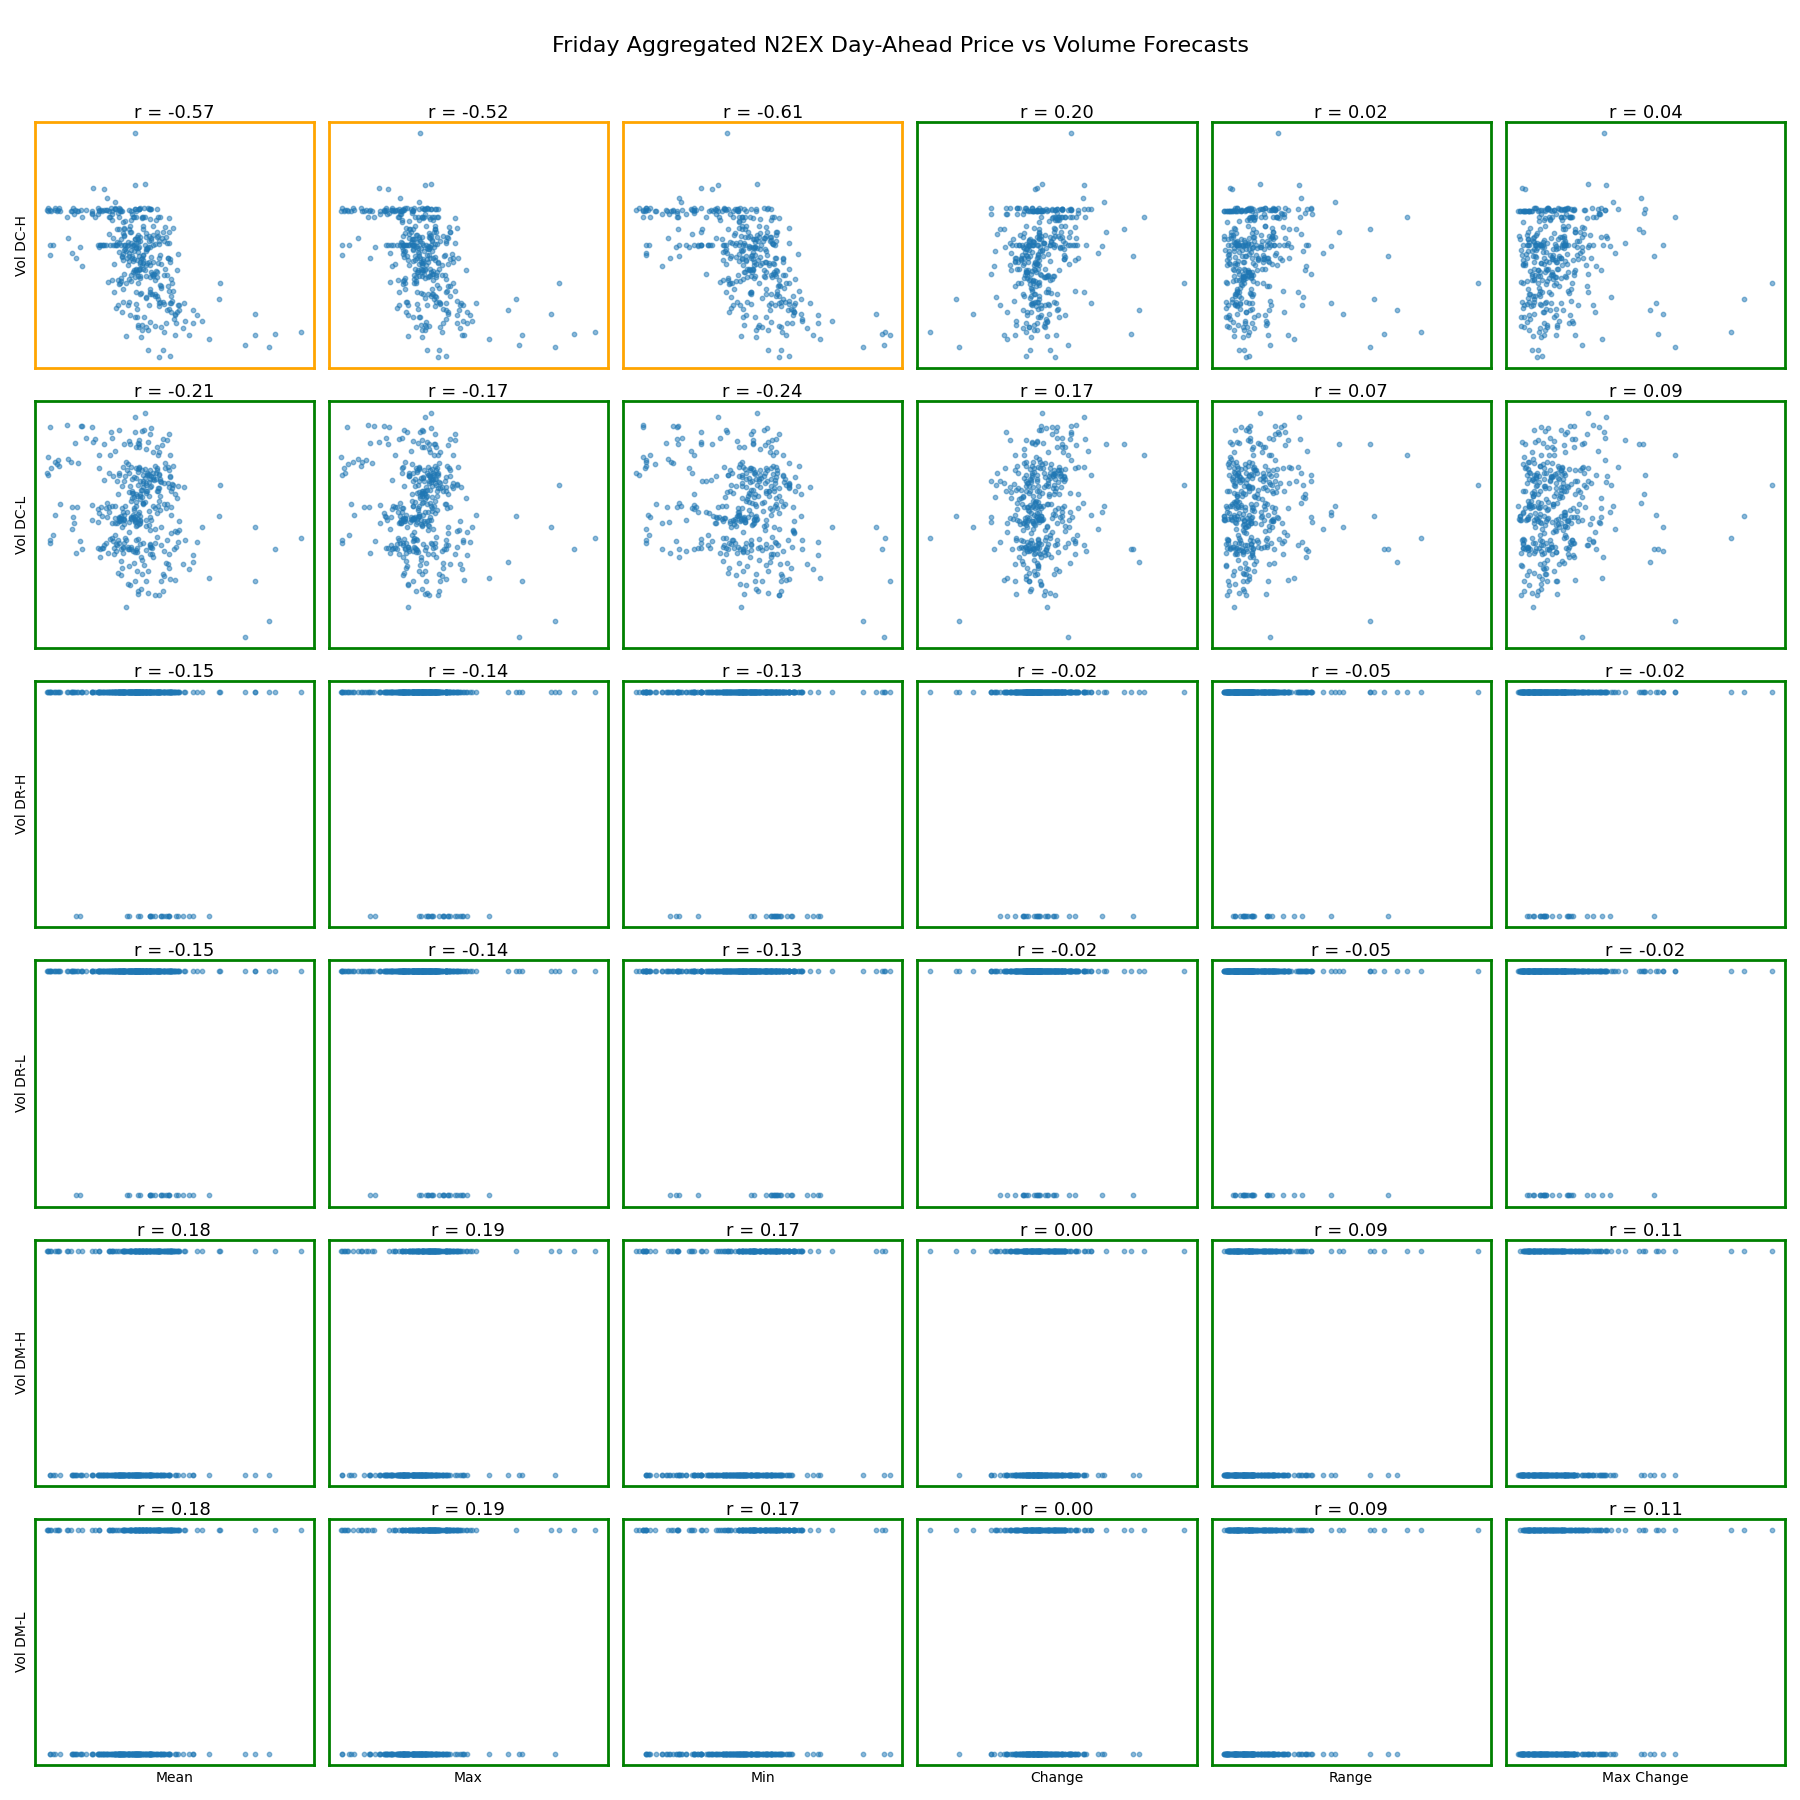 Friday Aggregated N2EX Day-Ahead Price vs Volume Forecasts
r = -0.57
r = -0.52
r = -0.61
r = 0.20
r = 0.02
r = 0.04
Vol DC-H
r = -0.21
r = -0.17
r = -0.24
r = 0.17
r = 0.07
r = 0.09
Vol DC-L
r = -0.15
r = -0.14
r = -0.13
r = -0.02
r = -0.05
r = -0.02
Vol DR-H
r = -0.15
r = -0.14
r = -0.13
r = -0.02
r = -0.05
r = -0.02
Vol DR-L
r = 0.18
r = 0.19
r = 0.17
r = 0.00
r = 0.09
r = 0.11
Vol DM-H
r = 0.18
r = 0.19
r = 0.17
r = 0.00
r = 0.09
r = 0.11
Vol DM-L
Mean
Max
Min
Change
Range
Max Change